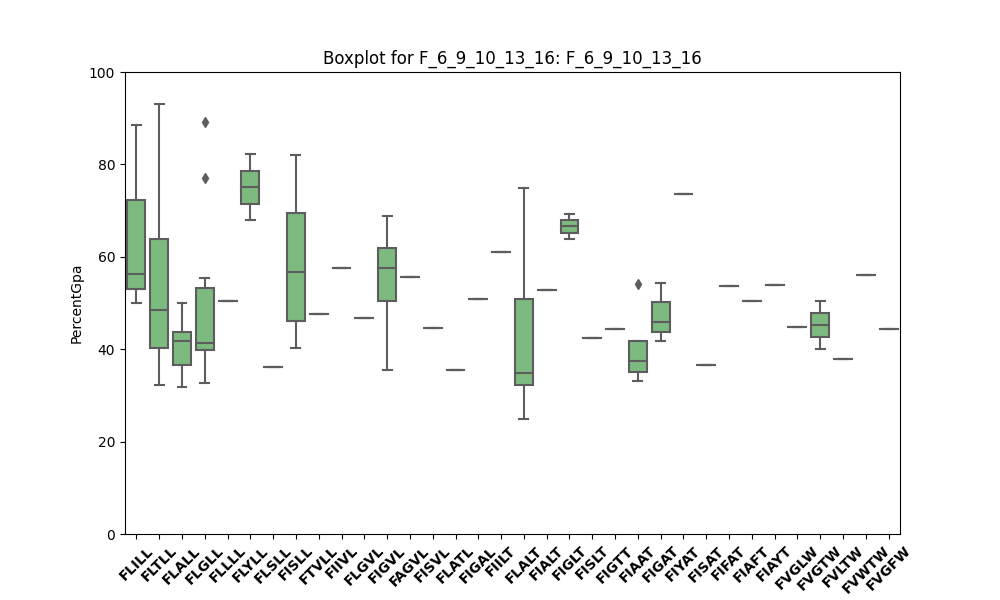 Boxplot for F_6_9_10_13_16: F_6_9_10_13_16
100
80
60
40
20
0
PercentGpa
FLILL
FLTLL
FLALL
FLGLL
FLLLL
FLYLL
FLSLL
FISLL
FTVLL
FIIVL
FLGVL
FIGVL
FAGVL
FISVL
FLATL
FIGAL
FIILT
FLALT
FIALT
FIGLT
FISLT
FIGTT
FIAAT
FIGAT
FIYAT
FISAT
FIFAT
FIAFT
FIAYT
FVGLW
FVGTW
FVLTW
FVWTW
FVGFW